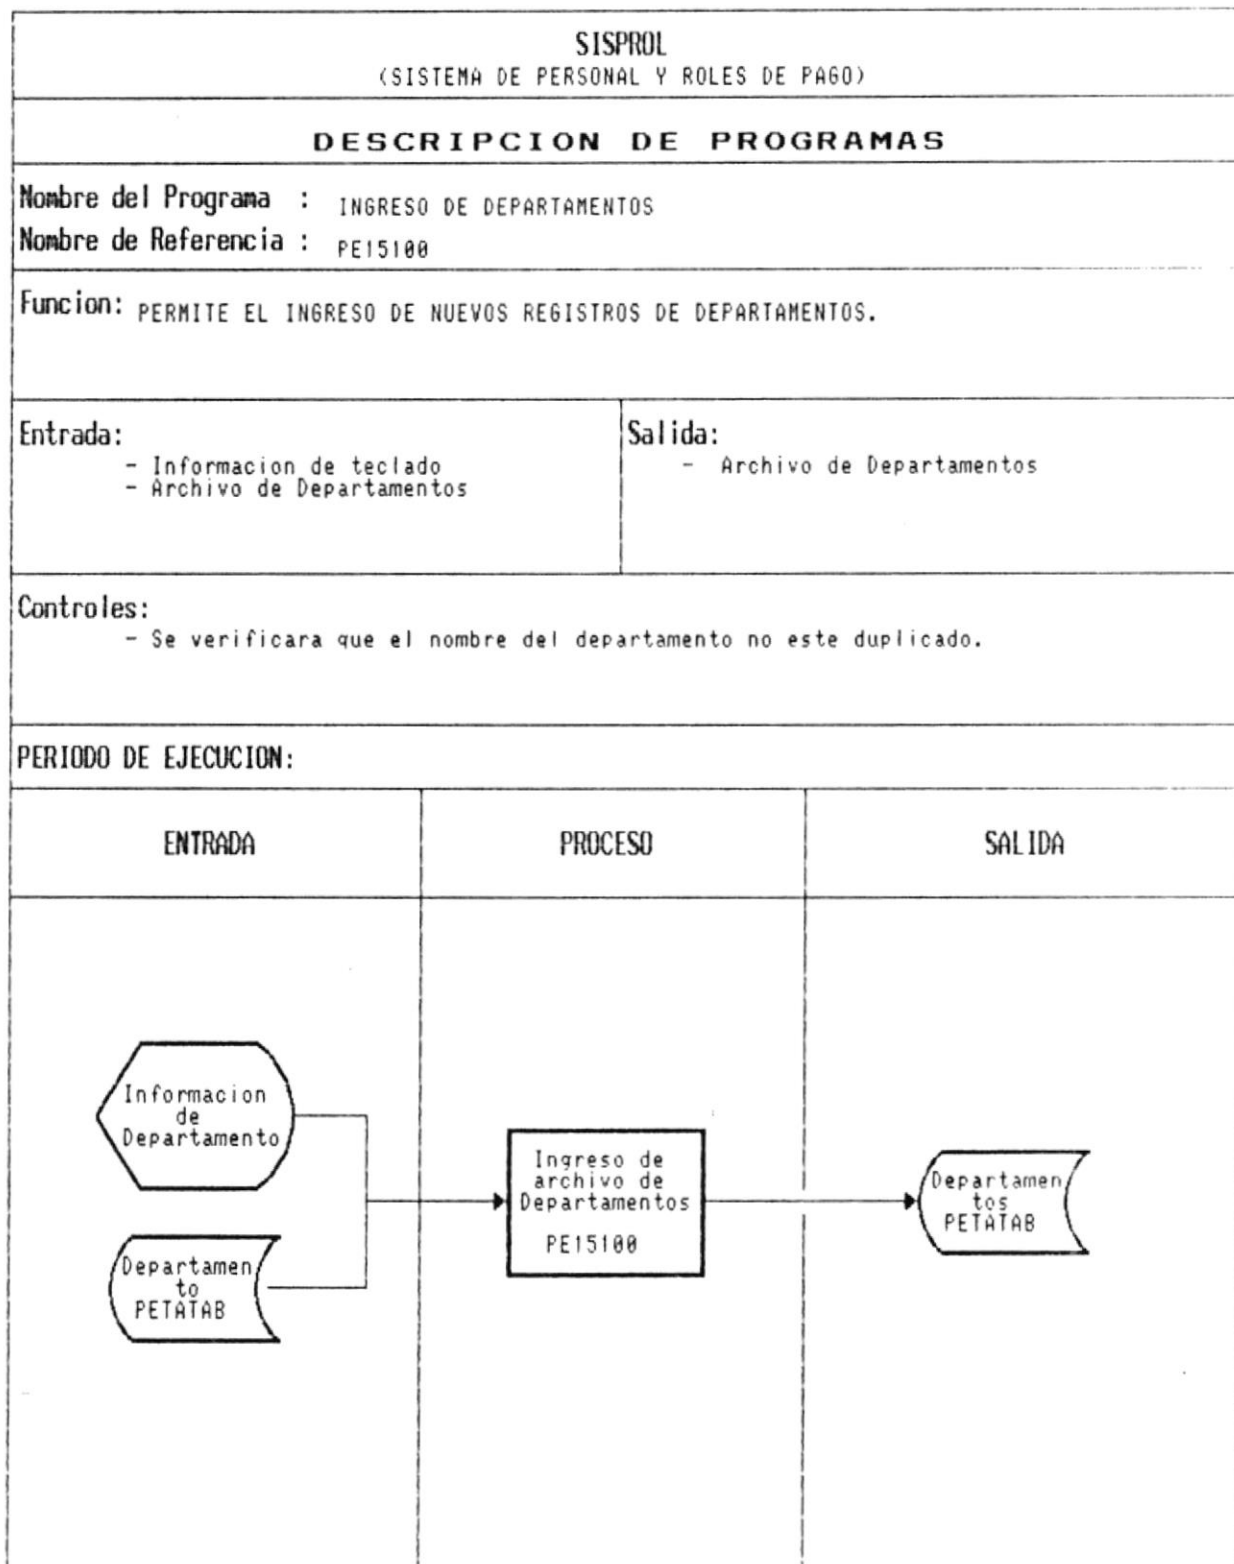 SISPROL
(SISTEMA DE PERSONAL Y ROLES DE PAGO)
DESCRIPCION DE PROGRAMAS
Nombre del Programa : INGRESO DE DEPARTAMENTOS
Nombre de Referencia : PE15100
Funcion: PERMITE EL INGRESO DE NUEVOS REGISTROS DE DEPARTAMENTOS.
Entrada:
- Informacion de teclado
- Archivo de Departamentos
Salida:
- Archivo de Departamentos
Controles:
- Se verificara que el nombre del departamento no este duplicado.
PERIODO DE EJECUCION:
ENTRADA
PROCESO
SALIDA
Informacion
de
Departamento
Departamen
to
PETATAB
Ingreso de
archivo de
Departamentos
PE15100
Departamen
tos
PETATAB